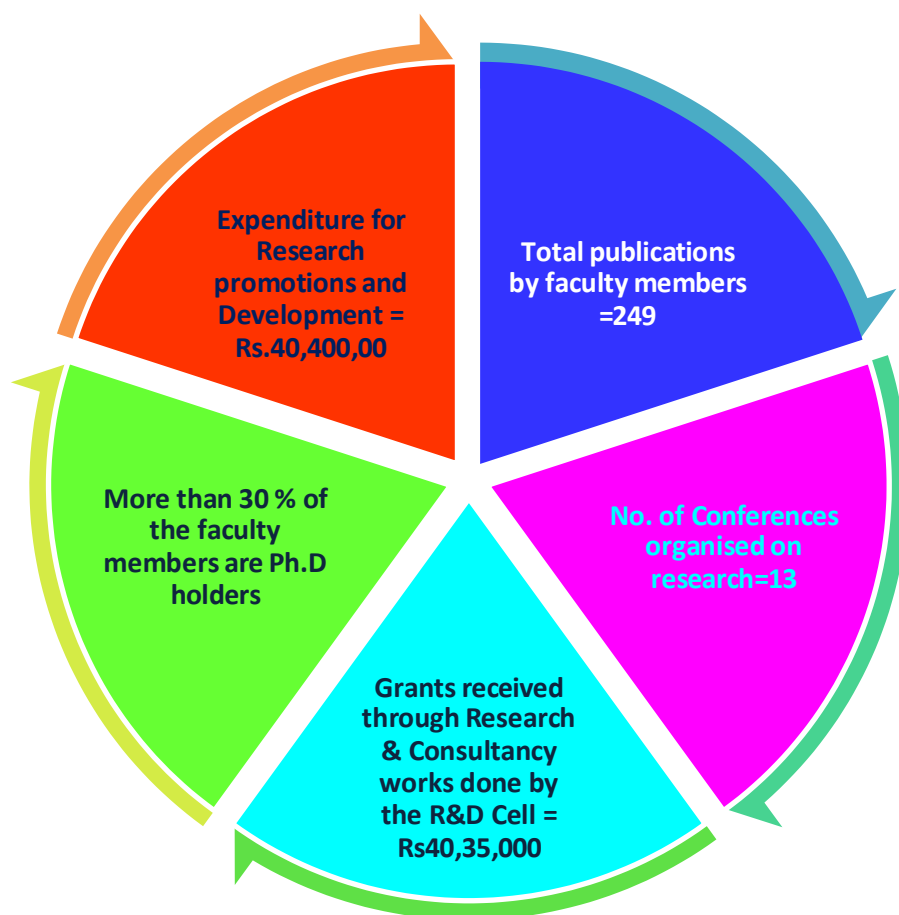 Total publications
by faculty members
=249
No. of Conferences
organised on
research=13
Grants received
through Research
& Consultancy
works done by
the R&D Cell =
Rs40,35,000
More than 30 % of
the faculty
members are Ph.D
holders
Expenditure for
Research
promotions and
Development =
Rs.40,400,00